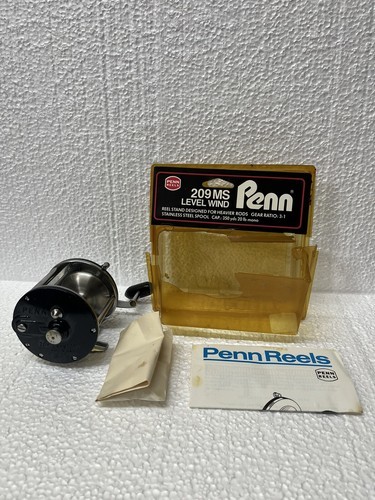 PENN
REELS
209 MS
LEVEL WIND
Penn®
REEL STAND DESIGNED FOR HEAVIER RODS GEAR RATIO-3:1
STAINLESS STEEL SPOOL CAP. 350 yds 20 lb mono
PENN
Penn Reels
PENN
REELS